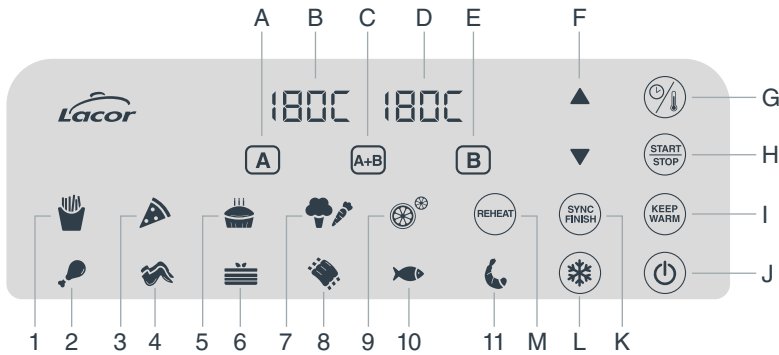 A B C D E F
180C 180C
G
Lacor
START
STOP
H
A A+B B
REHEAT
SYNC
FINISH
KEEP
WARM
I
J
1 2 3 4 5 6 7 8 9 10 11 M L K